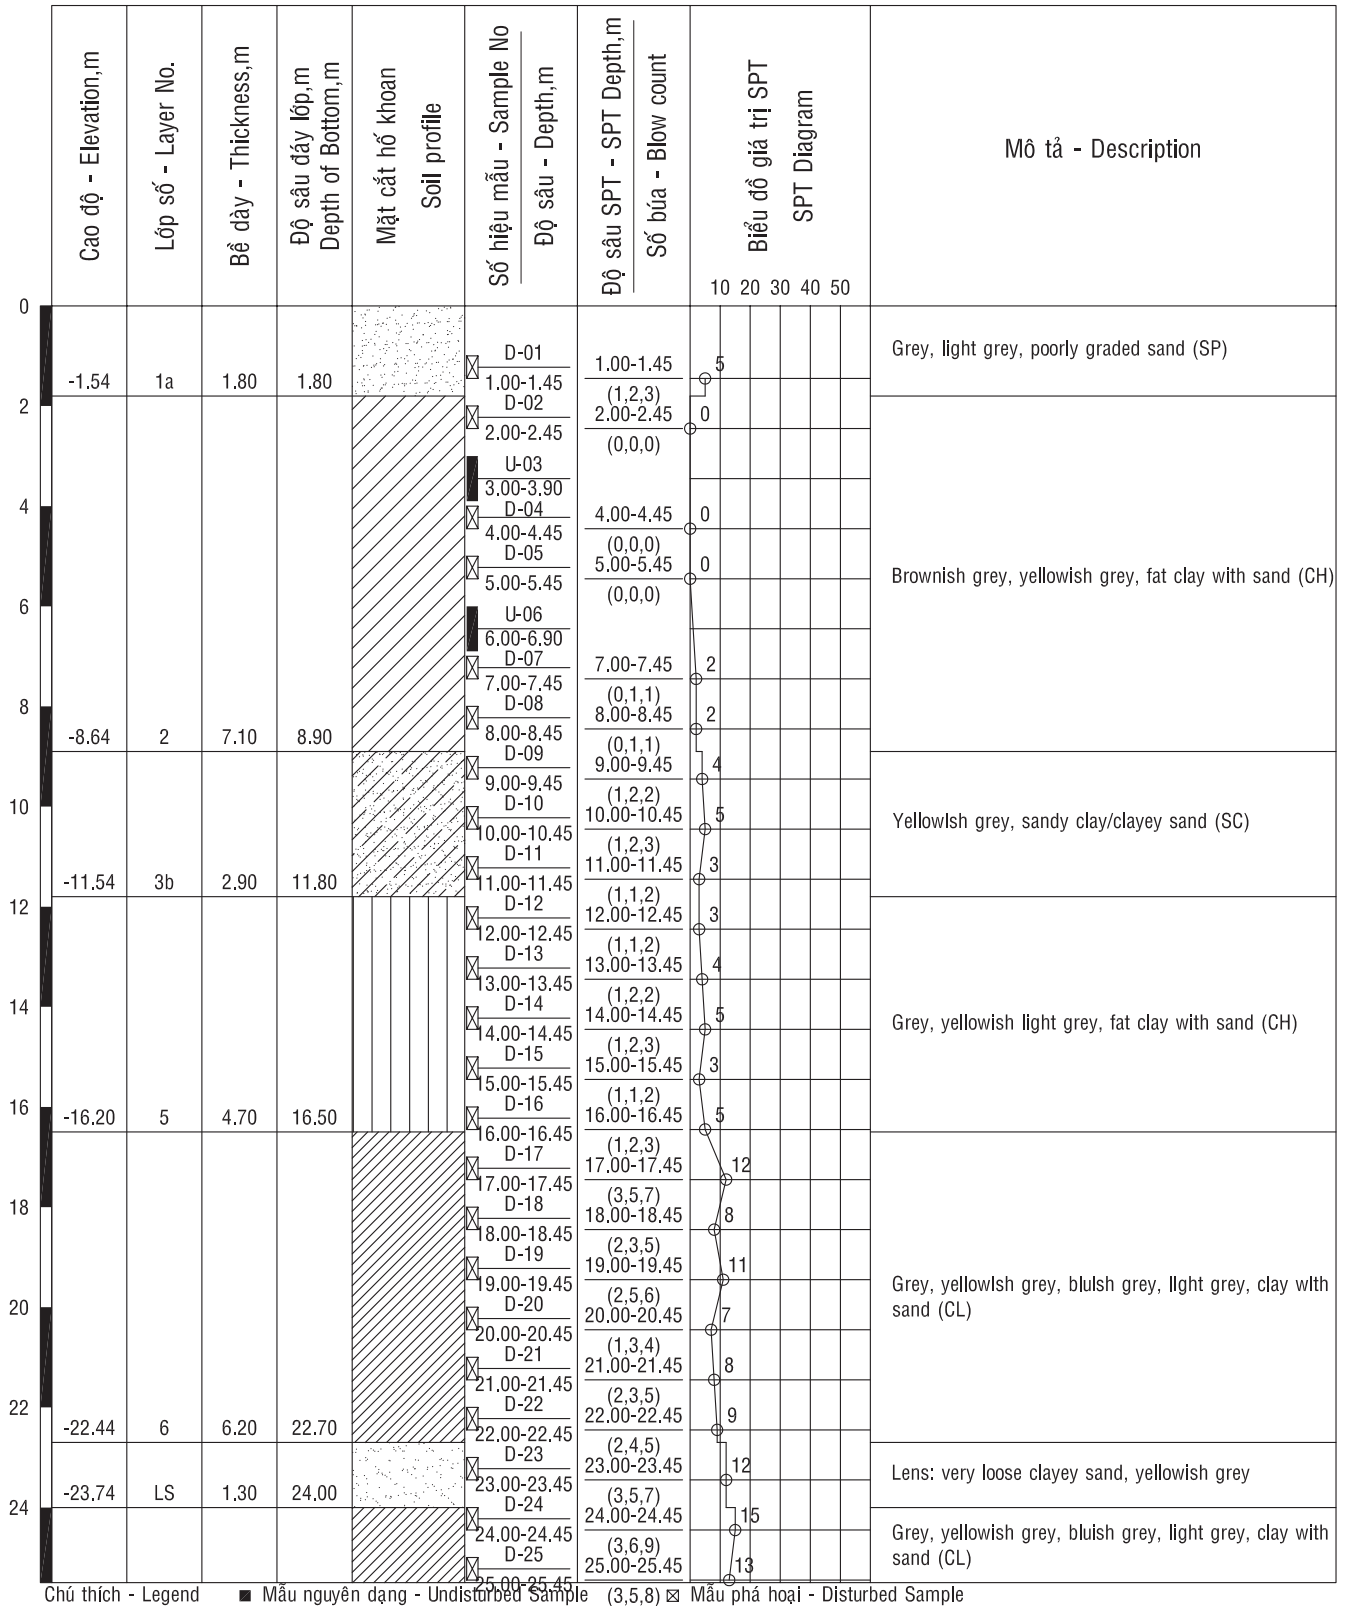 Cao độ - Elevation,m
Lớp số - Layer No.
Bề dày - Thickness,m
Độ sâu đáy lớp,m
Depth of Bottom,m
Mặt cắt hố khoan
Soil profile
Số hiệu mẫu - Sample No
Độ sâu - Depth,m
Độ sâu SPT - SPT Depth,m
Số búa - Blow count
Biểu đồ giá trị SPT
SPT Diagram
Mô tả - Description
10 20 30 40 50
0
D-01
1.00-1.45 5
Grey, light grey, poorly graded sand (SP)
-1.54 1a 1.80 1.80
1.00-1.45
(1,2,3)
D-02
2
2.00-2.45 0
2.00-2.45
(0,0,0)
U-03
3.00-3.90
D-04
4
4.00-4.45 0
4.00-4.45
(0,0,0)
D-05
5.00-5.45 0
5.00-5.45
(0,0,0)
Brownish grey, yellowish grey, fat clay with sand (CH)
6
U-06
6.00-6.90
D-07
7.00-7.45 2
7.00-7.45
(0,1,1)
D-08
8
8.00-8.45 2
-8.64 2 7.10 8.90
8.00-8.45
(0,1,1)
D-09
9.00-9.45 4
9.00-9.45
(1,2,2)
D-10
10
10.00-10.45 5
Yellowish grey, sandy clay/clayey sand (SC)
10.00-10.45
(1,2,3)
D-11
11.00-11.45 3
-11.54 3b 2.90 11.80
11.00-11.45
(1,1,2)
D-12
12
12.00-12.45 3
12.00-12.45
(1,1,2)
D-13
13.00-13.45 4
13.00-13.45
(1,2,2)
D-14
14
14.00-14.45 5
Grey, yellowish light grey, fat clay with sand (CH)
14.00-14.45
(1,2,3)
D-15
15.00-15.45 3
15.00-15.45
(1,1,2)
D-16
16
16.00-16.45 5
-16.20 5 4.70 16.50
16.00-16.45
(1,2,3)
D-17
17.00-17.45 12
17.00-17.45
(3,5,7)
D-18
18
18.00-18.45 8
18.00-18.45
(2,3,5)
D-19
19.00-19.45 11
Grey, yellowish grey, bluish grey, light grey, clay with
sand (CL)
19.00-19.45
(2,5,6)
D-20
20
20.00-20.45 7
20.00-20.45
(1,3,4)
D-21
21.00-21.45 8
21.00-21.45
(2,3,5)
D-22
22
22.00-22.45 9
-22.44 6 6.20 22.70
22.00-22.45
(2,4,5)
D-23
23.00-23.45 12
Lens: very loose clayey sand, yellowish grey
-23.74 LS 1.30 24.00
23.00-23.45
(3,5,7)
D-24
24
24.00-24.45 15
24.00-24.45
(3,6,9)
D-25
25.00-25.45 13
Grey, yellowish grey, bluish grey, light grey, clay with
sand (CL)
25.00-25.45
(3,5,8)
Chú thích - Legend Mẫu nguyên dạng - Undisturbed Sample Mẫu phá hoại - Disturbed Sample